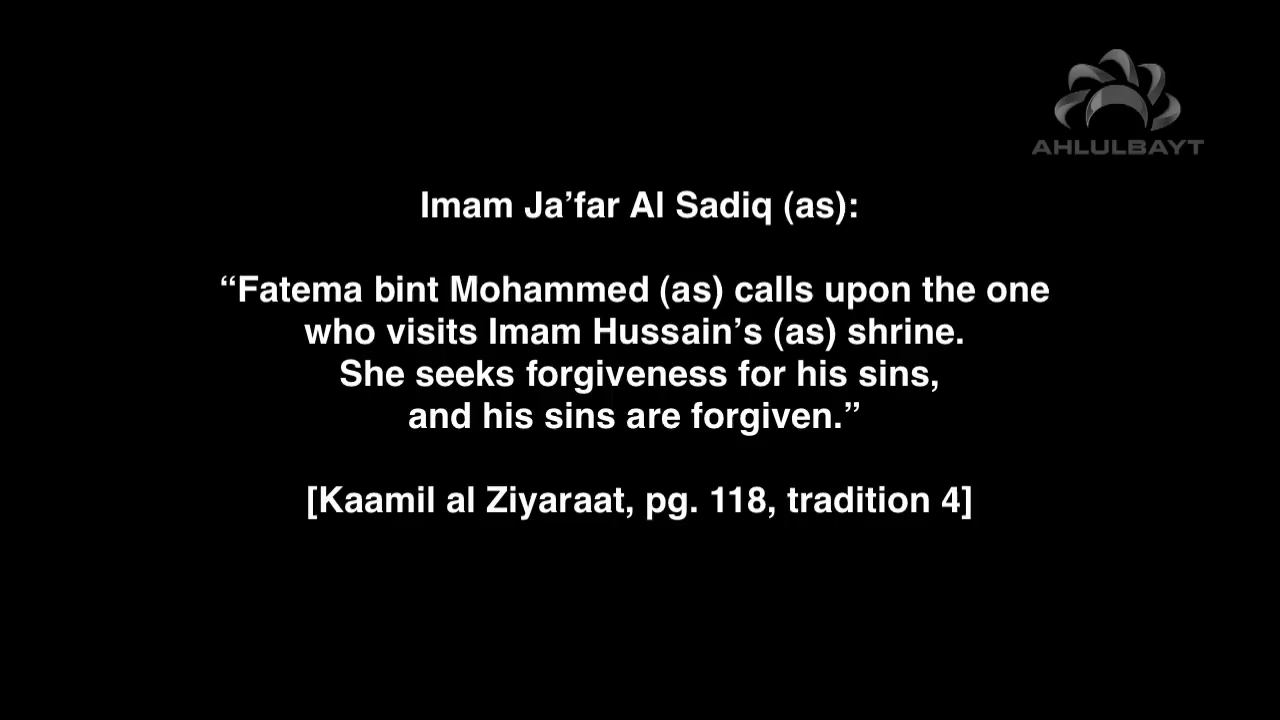 AHLULBAYT
Imam Ja’far Al Sadiq (as):
“Fatema bint Mohammed (as) calls upon the one
who visits Imam Hussain’s (as) shrine.
She seeks forgiveness for his sins,
and his sins are forgiven.”
[Kaamil al Ziyaraat, pg. 118, tradition 4]